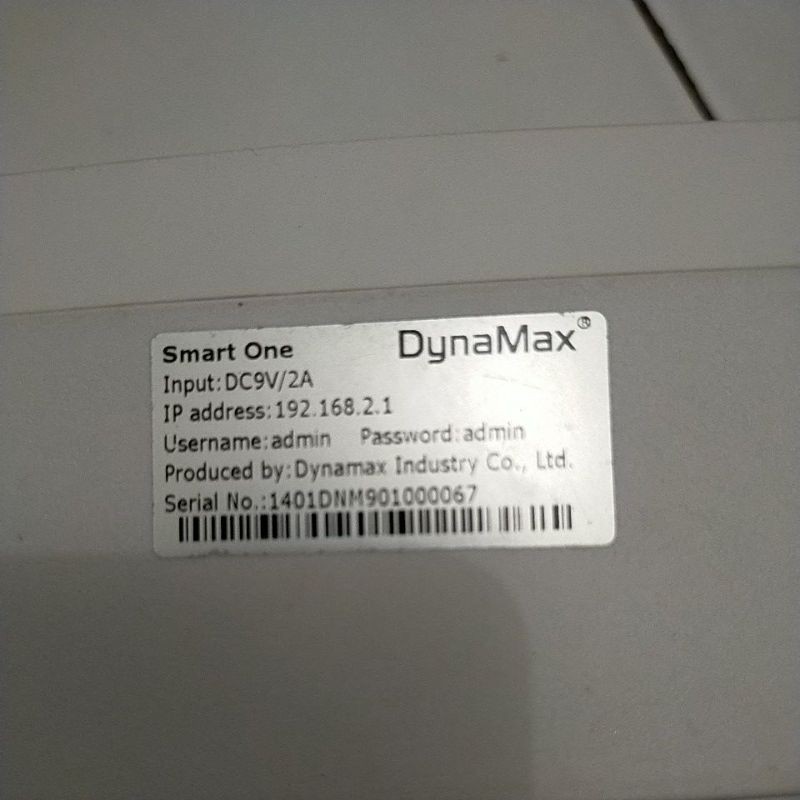 Smart One DynaMax®
Input:DC9V/2A
IP address:192.168.2.1
Username:admin Password:admin
Produced by:Dynamax Industry Co., Ltd.
Serial No.:1401DNM901000067